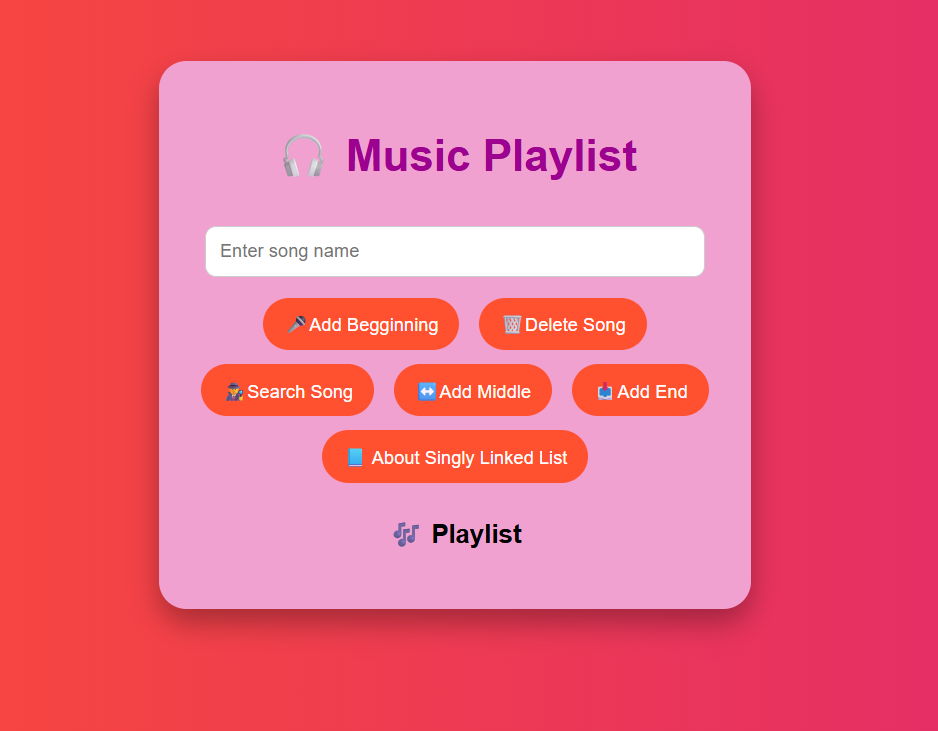 🎧 Music Playlist
Enter song name
🎤Add Begginning 🗑️Delete Song
🕵️Search Song ↔️Add Middle 📥Add End
📘 About Singly Linked List
🎶 Playlist